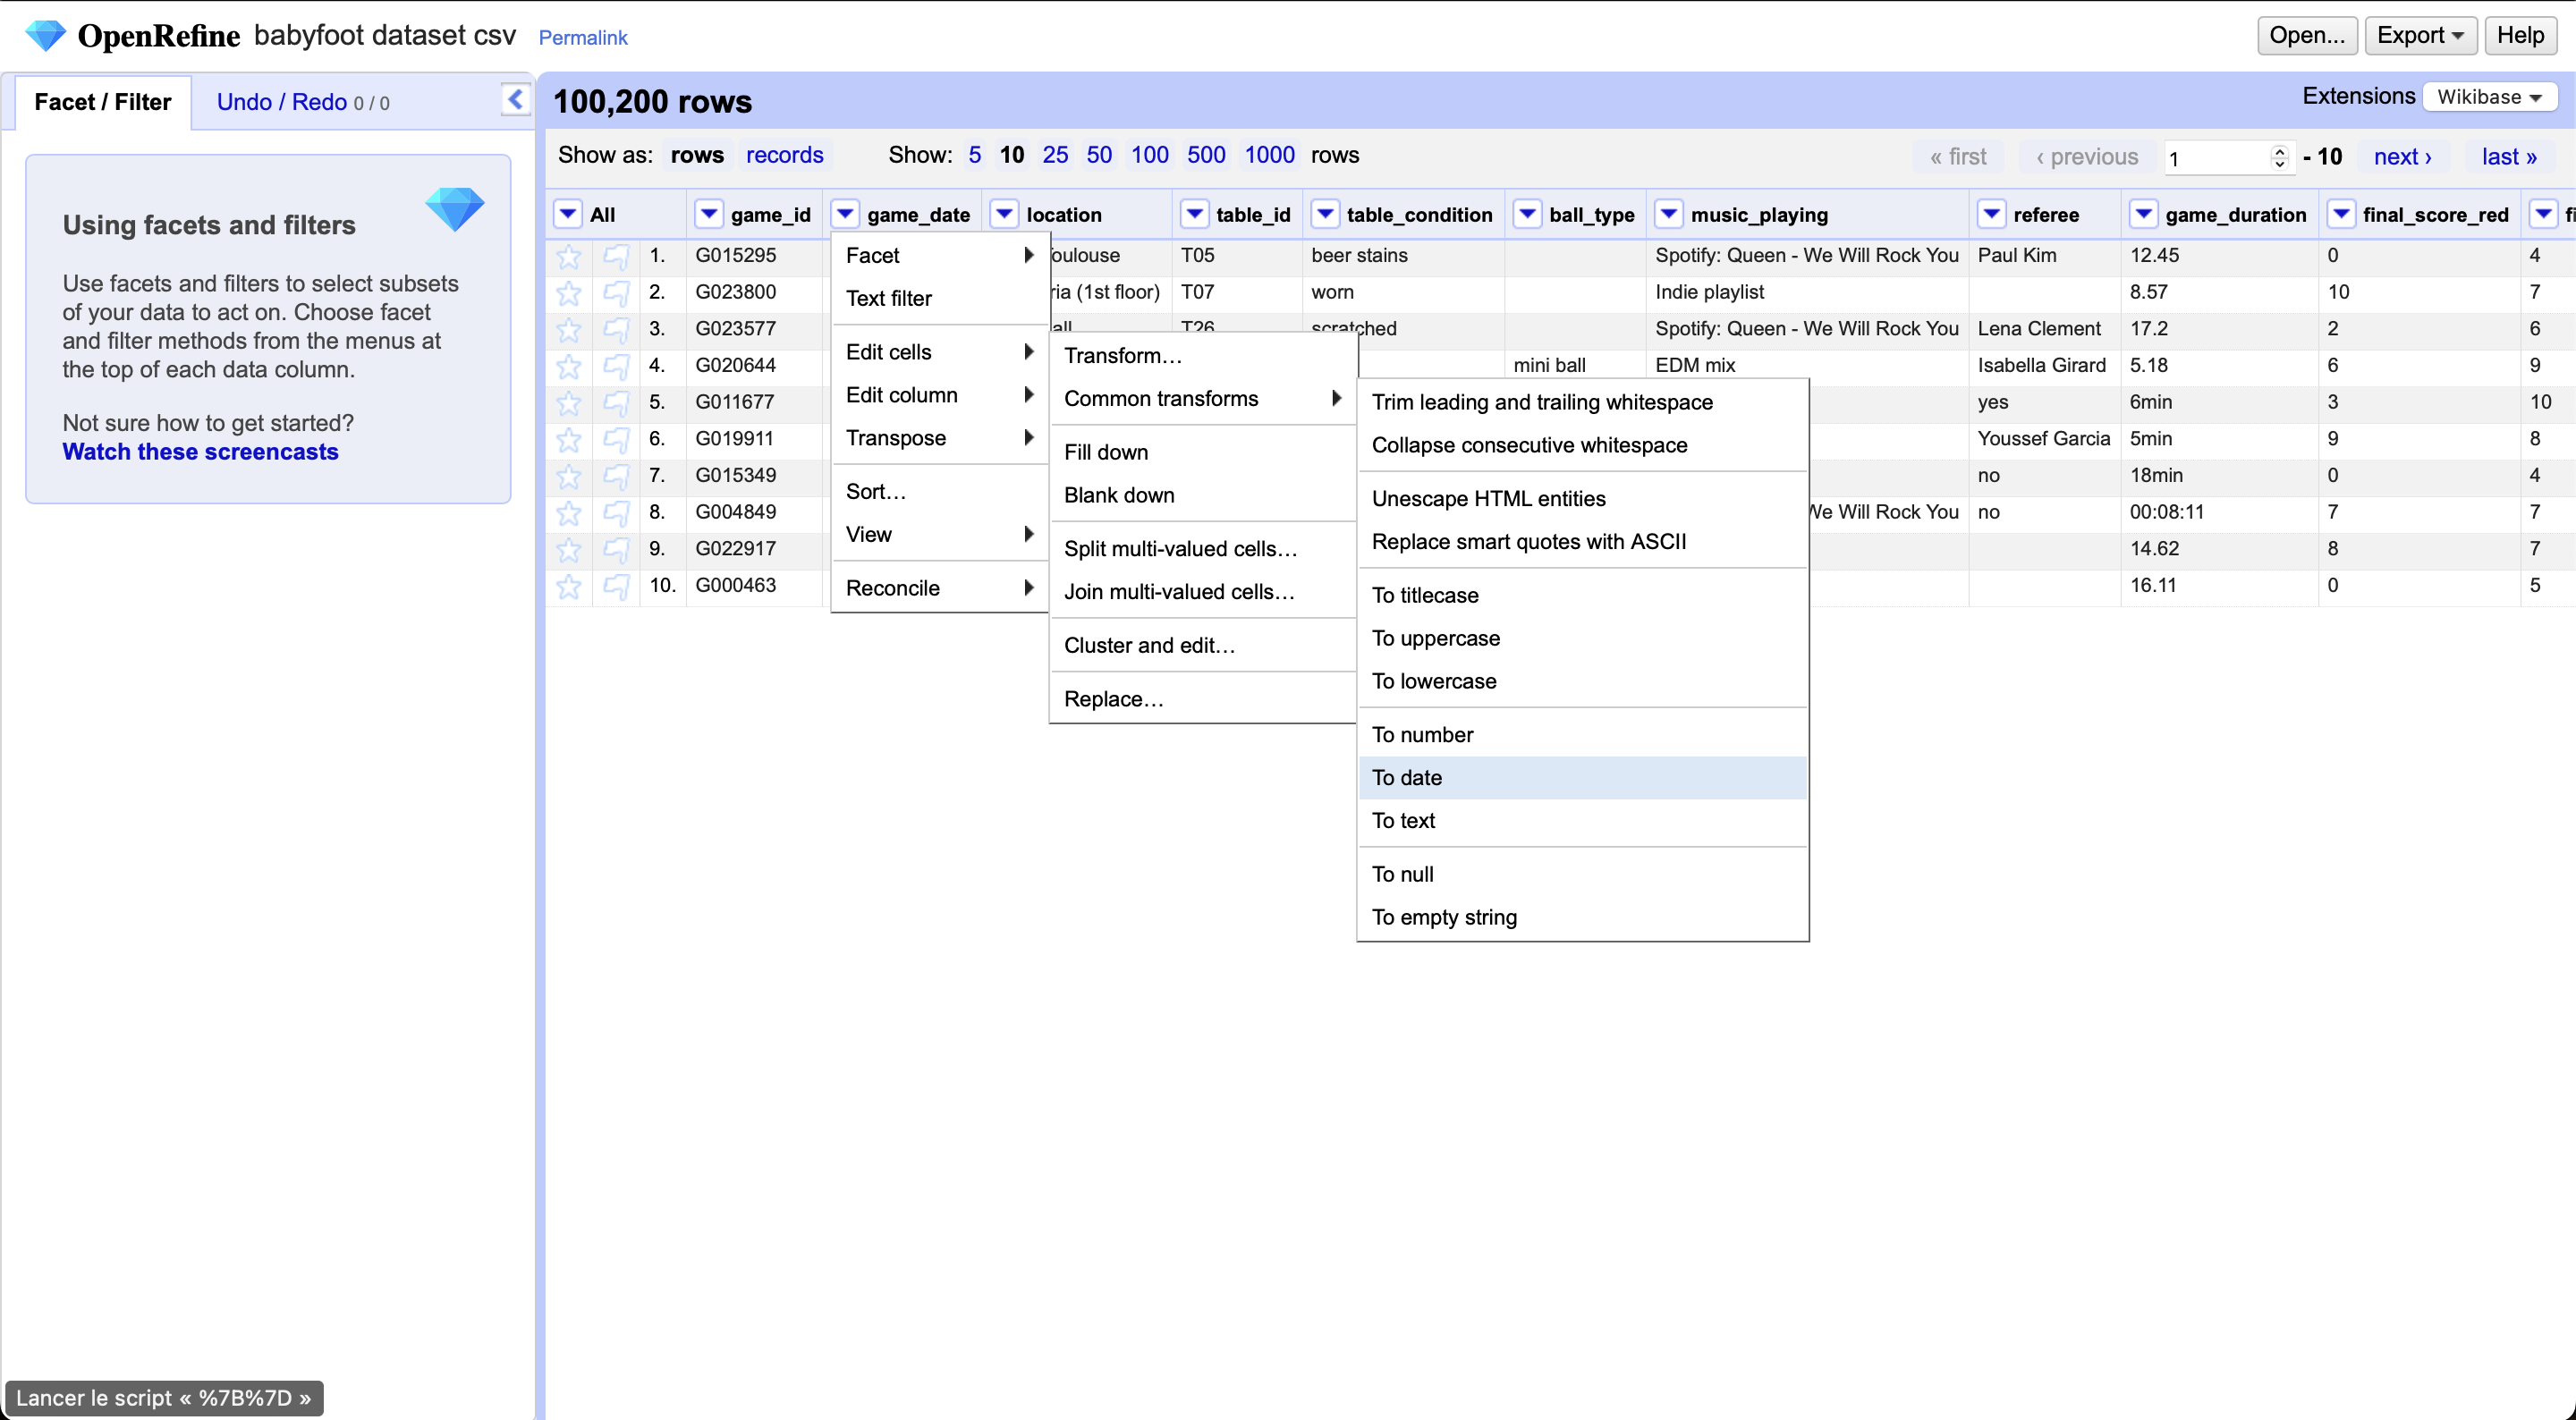 OpenRefine babyfoot dataset csv Permalink
Open... Export Help
Facet / Filter Undo / Redo 0 / 0
100,200 rows
Extensions Wikibase
Show as: rows records Show: 5 10 25 50 100 500 1000 rows
« first ‹ previous 1 - 10 next › last »
Using facets and filters
Use facets and filters to select subsets
of your data to act on. Choose facet
and filter methods from the menus at
the top of each data column.
Not sure how to get started?
Watch these screencasts
All game_id game_date location table_id table_condition ball_type music_playing referee game_duration final_score_red
1. G015295 oulouse T05 beer stains Spotify: Queen - We Will Rock You Paul Kim 12.45 0 4
2. G023800 ria (1st floor) T07 worn Indie playlist 8.57 10 7
3. G023577 all T26 scratched Spotify: Queen - We Will Rock You Lena Clement 17.2 2 6
4. G020644 mini ball EDM mix Isabella Girard 5.18 6 9
5. G011677 yes 6min 3 10
6. G019911 Youssef Garcia 5min 9 8
7. G015349 no 18min 0 4
8. G004849 We Will Rock You no 00:08:11 7 7
9. G022917 14.62 8 7
10. G000463 16.11 0 5
Facet
Text filter
Edit cells
Edit column
Transpose
Sort…
View
Reconcile
Transform…
Common transforms
Fill down
Blank down
Split multi-valued cells…
Join multi-valued cells…
Cluster and edit…
Replace…
Trim leading and trailing whitespace
Collapse consecutive whitespace
Unescape HTML entities
Replace smart quotes with ASCII
To titlecase
To uppercase
To lowercase
To number
To date
To text
To null
To empty string
Lancer le script « %7B%7D »